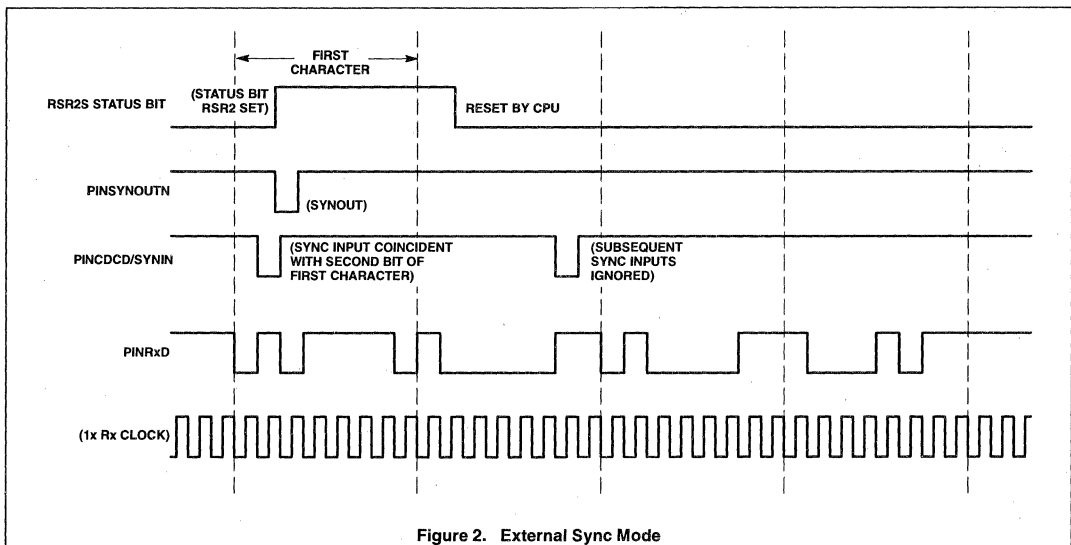 FIRST
CHARACTER
RSR2S STATUS BIT
(STATUS BIT
RSR2 SET)
RESET BY CPU
PINSYNOUTN
(SYNOUT)
PINCDCD/SYNIN
(SYNC INPUT COINCIDENT
WITH SECOND BIT OF
FIRST CHARACTER)
(SUBSEQUENT
SYNC INPUTS
IGNORED)
PINRxD
(1x Rx CLOCK)
Figure 2. External Sync Mode